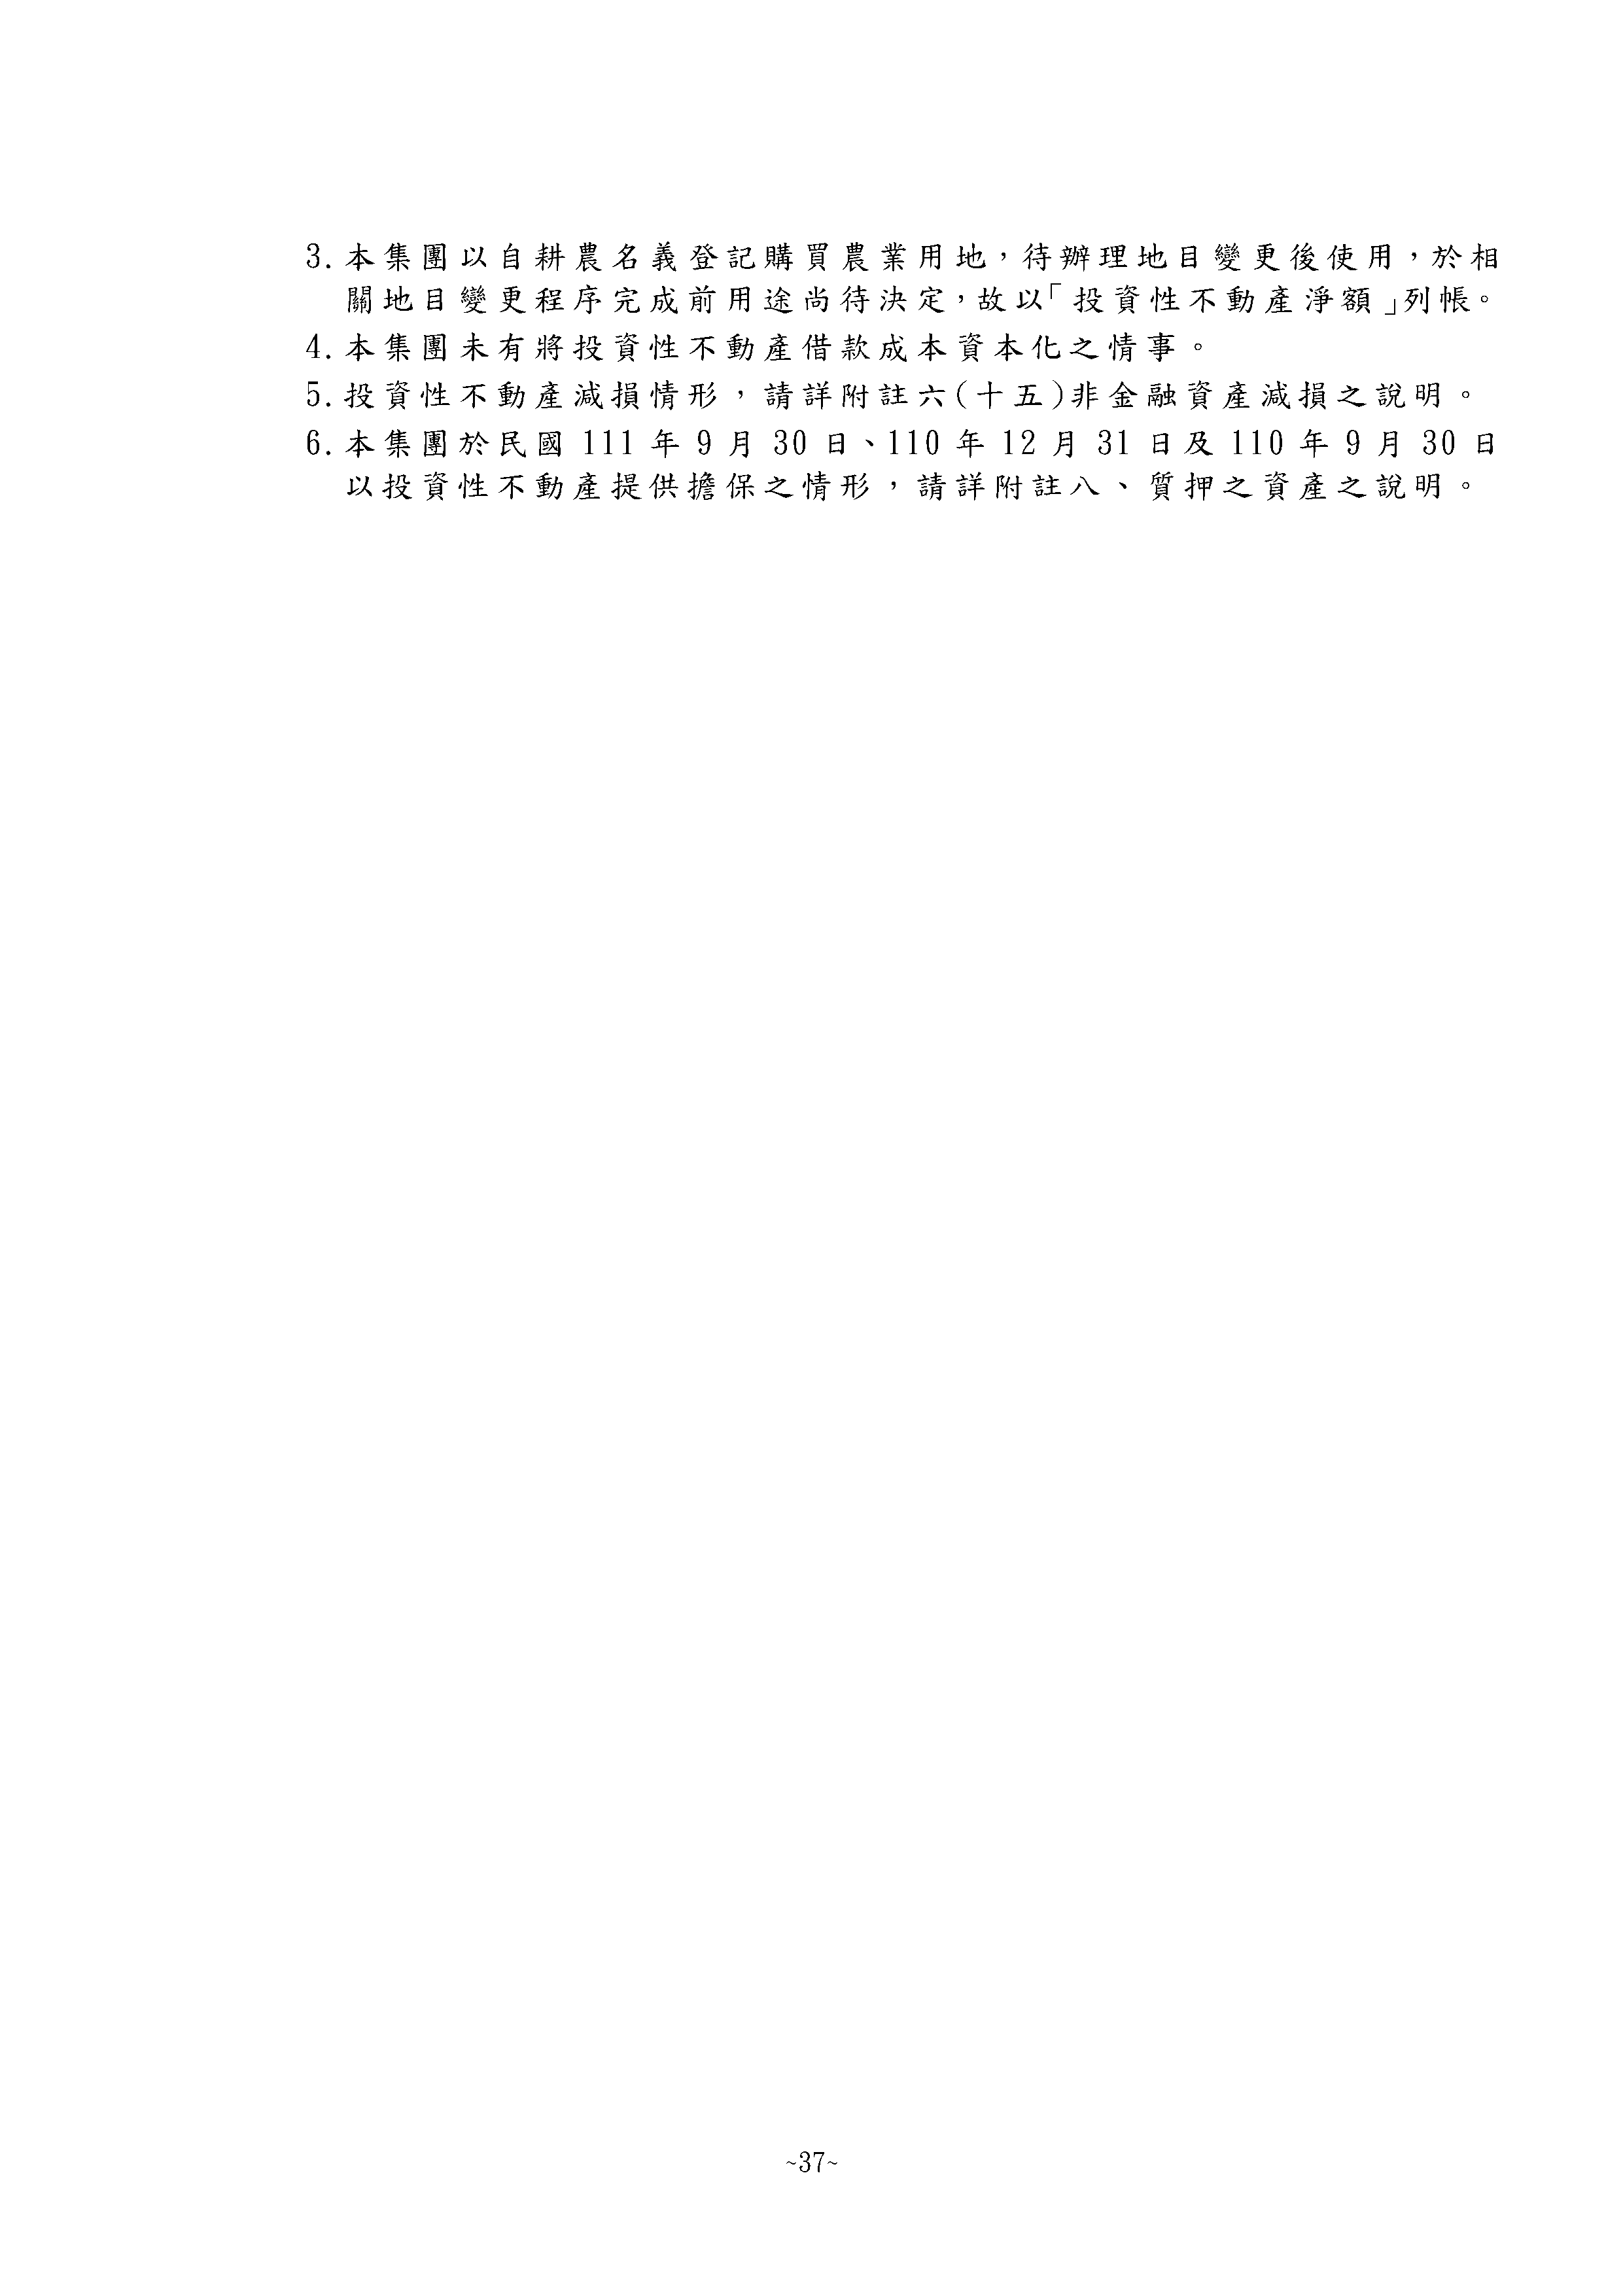 3.本集團以自耕農名義登記購買農業用地，待辦理地目變更後使用，於相
關地目變更程序完成前用途尚待決定，故以「投資性不動產淨額」列帳。
4.本集團未有將投資性不動產借款成本資本化之情事。
5.投資性不動產減損情形，請詳附註六(十五)非金融資產減損之說明。
6.本集團於民國 111 年 9 月 30 日、110 年 12 月 31 日及 110 年 9 月 30 日
以投資性不動產提供擔保之情形，請詳附註八、質押之資產之說明。
~37~